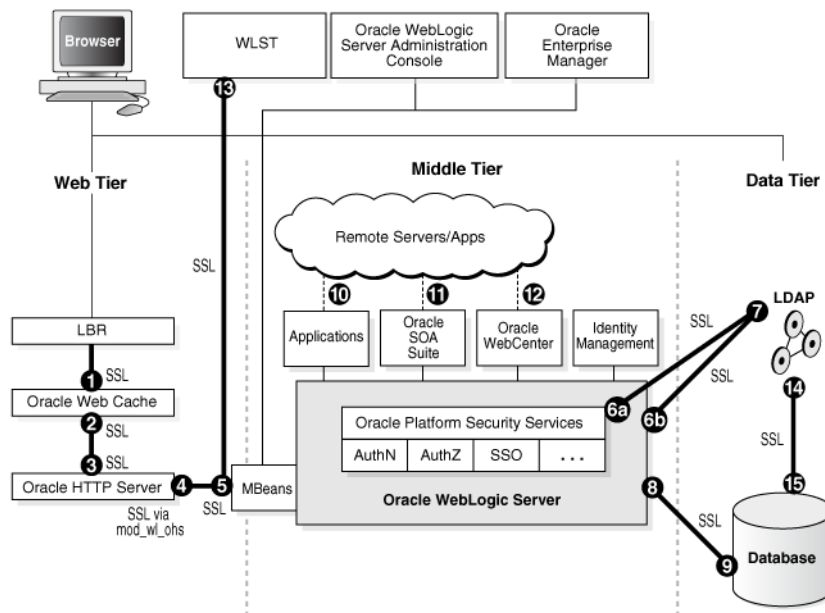 Browser
WLST
Oracle WebLogic
Server Administration
Console
Oracle
Enterprise
Manager
13
Web Tier
Middle Tier
Data Tier
Remote Servers/Apps
SSL
10
11
12
Applications
Oracle
SOA
Suite
Oracle
WebCenter
Identity
Management
LBR
1
SSL
Oracle Web Cache
2
SSL
3
SSL
Oracle HTTP Server
4
5
SSL via
mod_wl_ohs
SSL
MBeans
Oracle Platform Security Services
AuthN
AuthZ
SSO
...
Oracle WebLogic Server
6a
6b
SSL
SSL
7
LDAP
14
SSL
15
8
SSL
9
Database